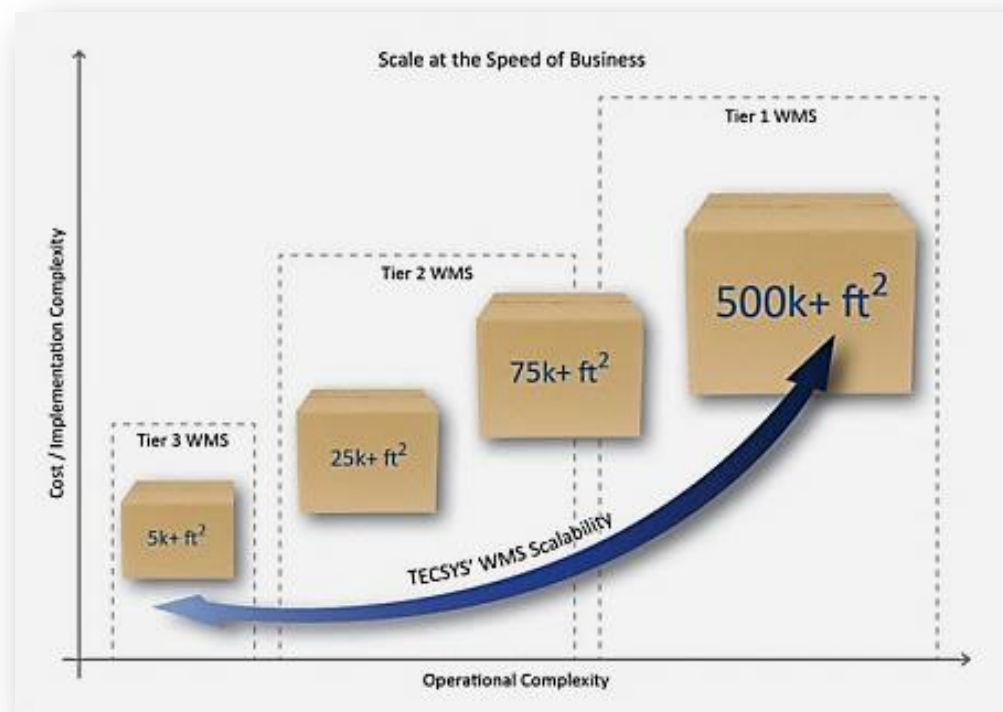 Scale at the Speed of Business
Tier 1 WMS
Tier 2 WMS
500k+ ft²
75k+ ft²
Tier 3 WMS
25k+ ft²
5k+ ft²
TECSYS' WMS Scalability
Cost / Implementation Complexity
Operational Complexity